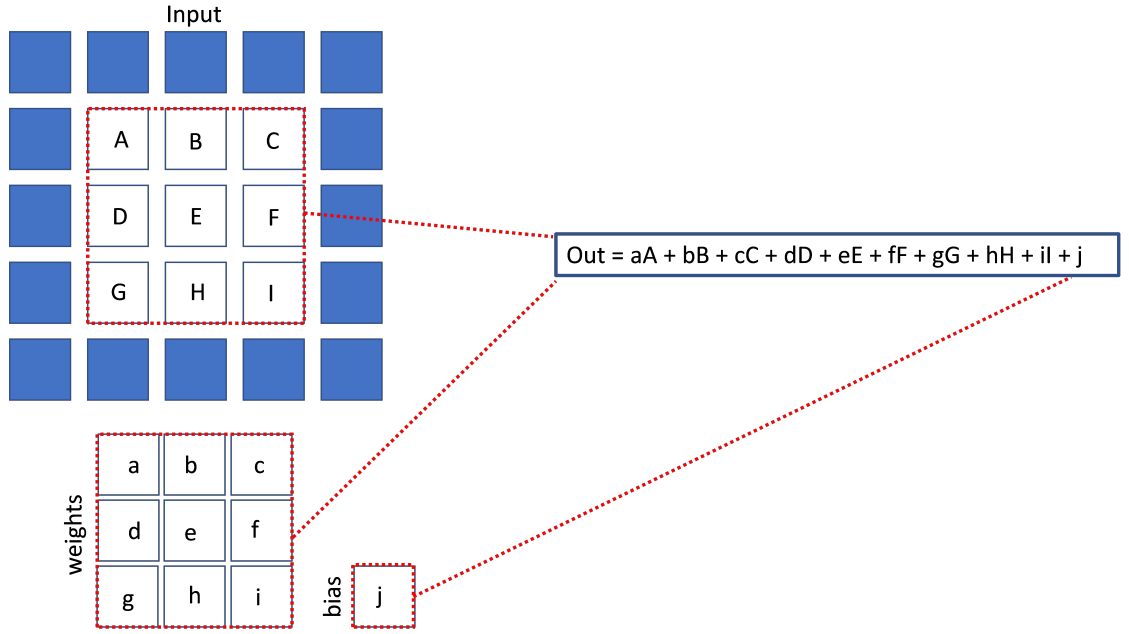 Input
A B C
D E F
G H I
Out = aA + bB + cC + dD + eE + fF + gG + hH + iI + j
weights
a b c
d e f
g h i
bias
j